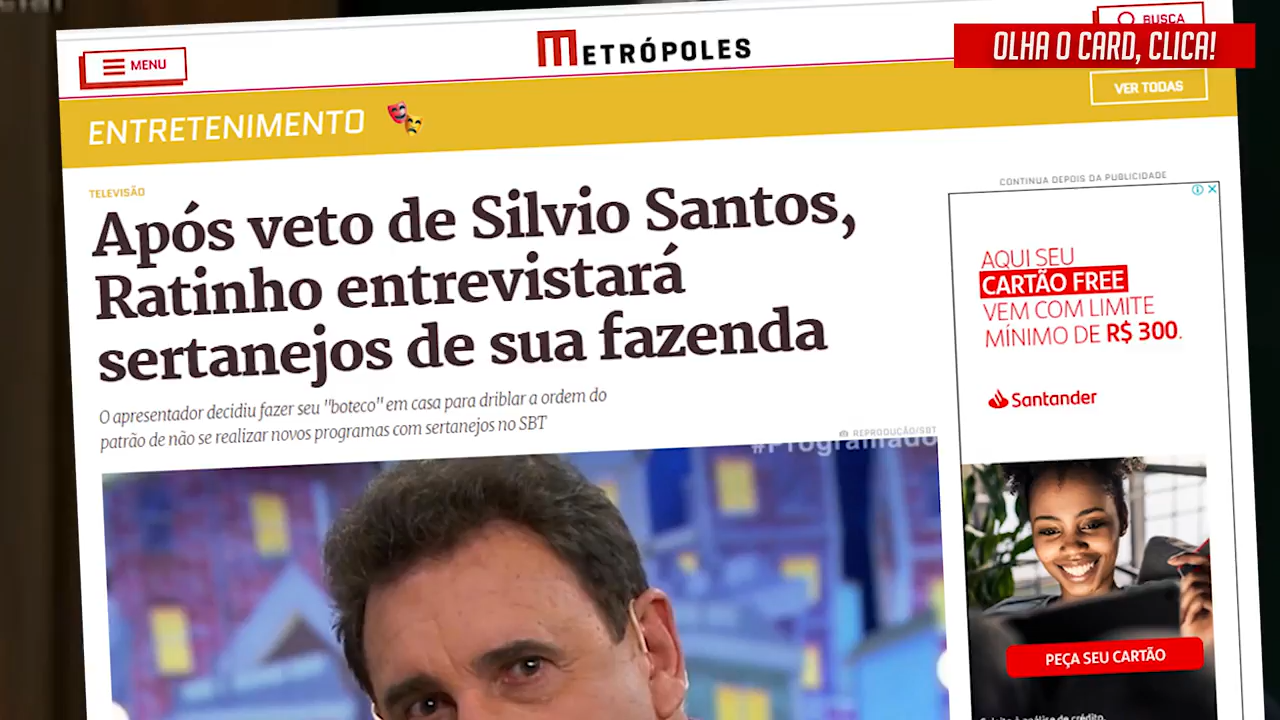 MENU
METRÓPOLES
BUSCA
OLHA O CARD, CLICA!
ENTRETENIMENTO
VER TODAS
TELEVISÃO
Após veto de Silvio Santos,
Ratinho entrevistará
sertanejos de sua fazenda
O apresentador decidiu fazer seu "boteco" em casa para driblar a ordem do
patrão de não se realizar novos programas com sertanejos no SBT
REPRODUÇÃO/SBT
CONTINUA DEPOIS DA PUBLICIDADE
AQUI SEU
CARTÃO FREE
VEM COM LIMITE
MÍNIMO DE R$ 300.
Santander
PEÇA SEU CARTÃO